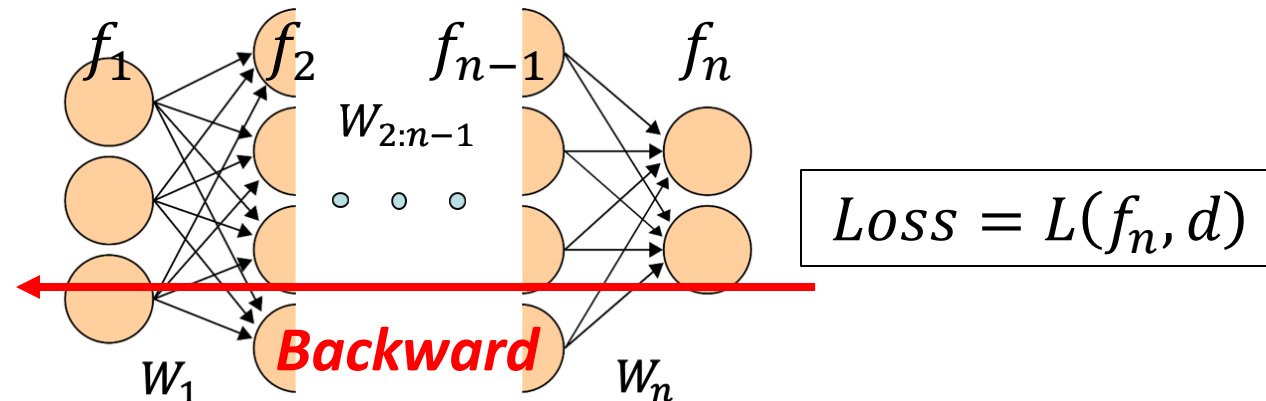 f₁ f₂ fₙ₋₁ fₙ
W₂:ₙ₋₁
Loss = L(fₙ, d)
Backward
W₁ Wₙ